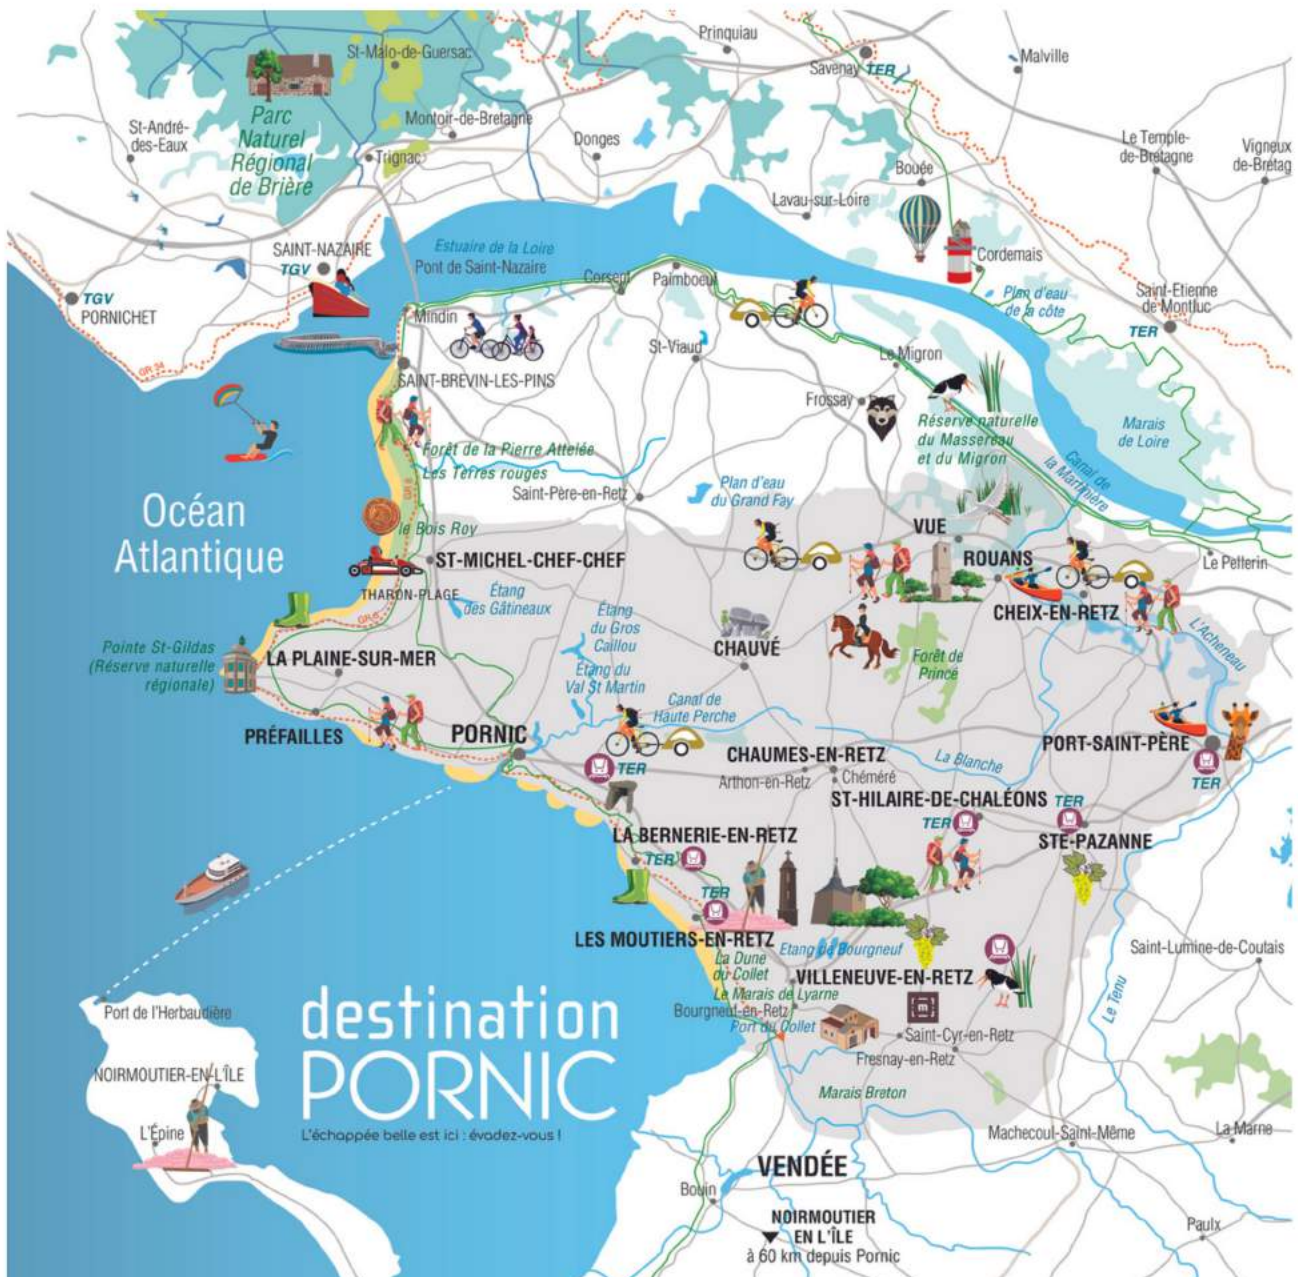 Prinquiau
St-Malo-de-Guersac
Malville
Savenay TER
Parc
Naturel
Régional
de Brière
St-André-
des-Eaux
Montoir-de-Bretagne
Trignac
Donges
Le Temple-
de-Bretagne
Vigneux
de-Bretag
Bouée
Lavau-sur-Loire
SAINT-NAZAIRE
TGV
Estuaire de la Loire
Pont de Saint-Nazaire
Cordemais
Corsept
Paimboeuf
TGV
PORNICHET
Plan d'eau
de la côte
Saint-Etienne
de Montluc
TER
Mindin
St-Viaud
Le Migron
GR 34
SAINT-BREVIN-LES-PINS
Frossay
Réserve naturelle
du Massereau
et du Migron
Marais
de Loire
Forêt de la Pierre Attelée
Les Terres rouges
Canal de
la Martinière
Saint-Père-en-Retz
Plan d'eau
du Grand Fay
GR 8
Océan
Atlantique
le Bois Roy
VUE
ROUANS
ST-MICHEL-CHEF-CHEF
Le Pellerin
THARON-PLAGE
Étang
des Gâtineaux
CHEIX-EN-RETZ
GR 8
Étang
du Gros
Caillou
L'Acheneau
Pointe St-Gildas
(Réserve naturelle
régionale)
LA PLAINE-SUR-MER
CHAUVÉ
Forêt de
Princé
Étang du
Val St Martin
Canal de
Haute Perche
PRÉFAILLES
PORNIC
PORT-SAINT-PÈRE
TER
CHAUMES-EN-RETZ
La Blanche
TER
Arthon-en-Retz
Chéméré
ST-HILAIRE-DE-CHALÉONS
TER
TER
STE-PAZANNE
LA BERNERIE-EN-RETZ
TER
TER
LES MOUTIERS-EN-RETZ
Etang de Bourgneuf
Saint-Lumine-de-Coutais
La Dune
du Collet
VILLENEUVE-EN-RETZ
Le Marais de Lyarne
Bourgneuf-en-Retz
Port du Collet
m
Saint-Cyr-en-Retz
Fresnay-en-Retz
Le Tenu
Port de l'Herbaudière
destination
PORNIC
L'échappée belle est ici : évadez-vous !
NOIRMOUTIER-EN-L'ÎLE
L'Épine
Marais Breton
Machecoul-Saint-Même
La Marne
VENDÉE
Bouin
NOIRMOUTIER
EN L'ÎLE
à 60 km depuis Pornic
Paulx